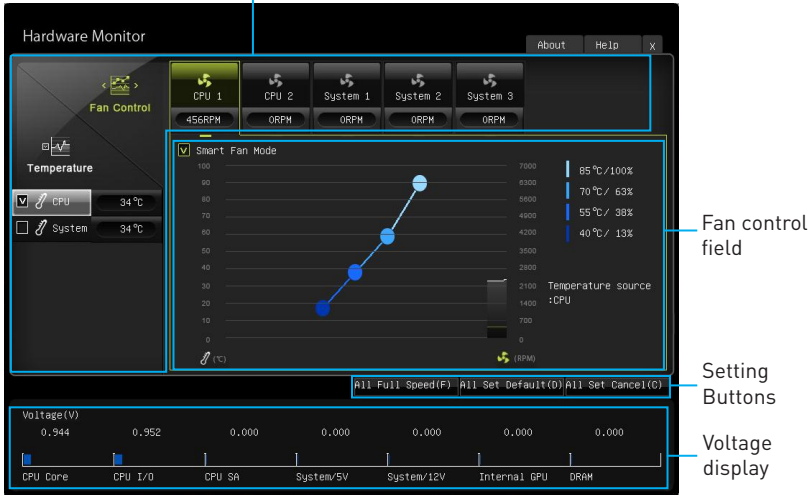 Hardware Monitor
About Help X
Fan Control
CPU 1 CPU 2 System 1 System 2 System 3
456RPM 0RPM 0RPM 0RPM 0RPM
Temperature
V CPU 34°C
System 34°C
V Smart Fan Mode
100 7000
90 6300
80 5600
70 4900
60 4200
50 3500
40 2800
30 2100
20 1400
10 700
0 0
(℃) (RPM)
85℃/100%
70℃/ 63%
55℃/ 38%
40℃/ 13%
Temperature source
:CPU
Fan control
field
All Full Speed(F) All Set Default(D) All Set Cancel(C)
Setting
Buttons
Voltage(V)
0.944 0.952 0.000 0.000 0.000 0.000 0.000
CPU Core CPU I/O CPU SA System/5V System/12V Internal GPU DRAM
Voltage
display